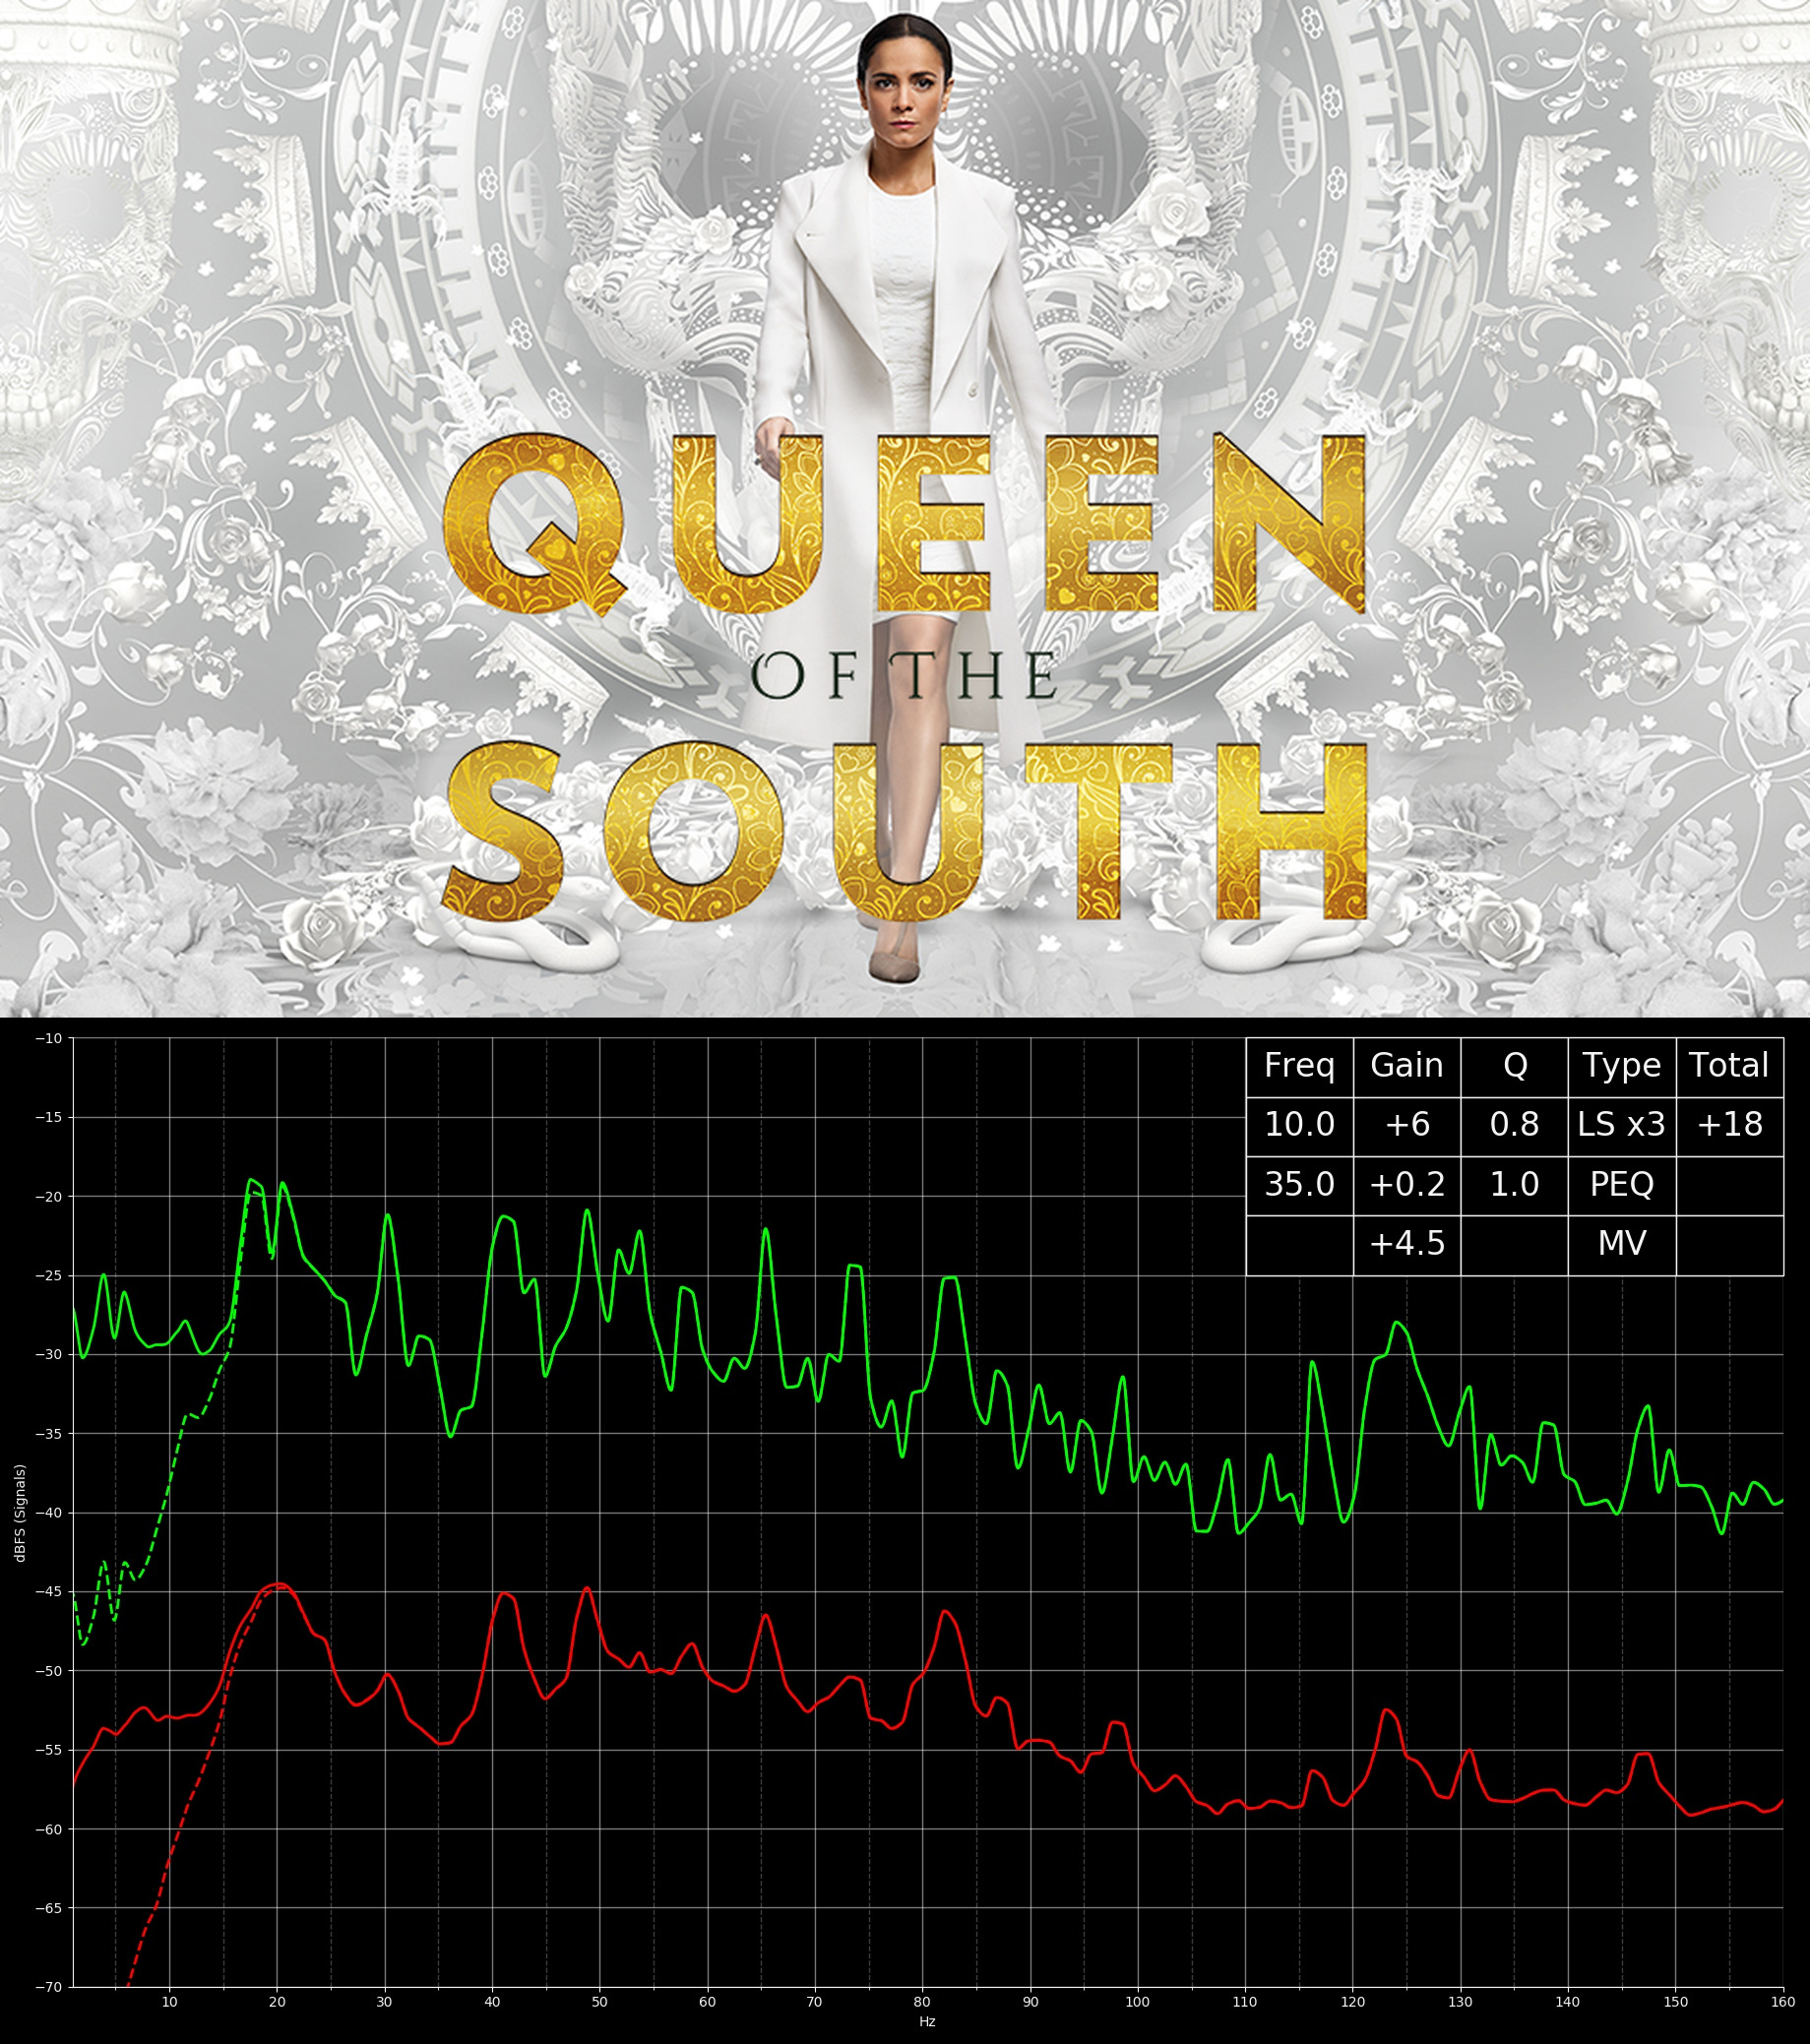 QUEEN
OF THE
SOUTH
Freq Gain Q Type Total
10.0 +6 0.8 LS x3 +18
35.0 +0.2 1.0 PEQ
+4.5 MV
−10
−15
−20
−25
−30
−35
−40
−45
−50
−55
−60
−65
−70
dBFS (Signals)
10 20 30 40 50 60 70 80 90 100 110 120 130 140 150 160
Hz